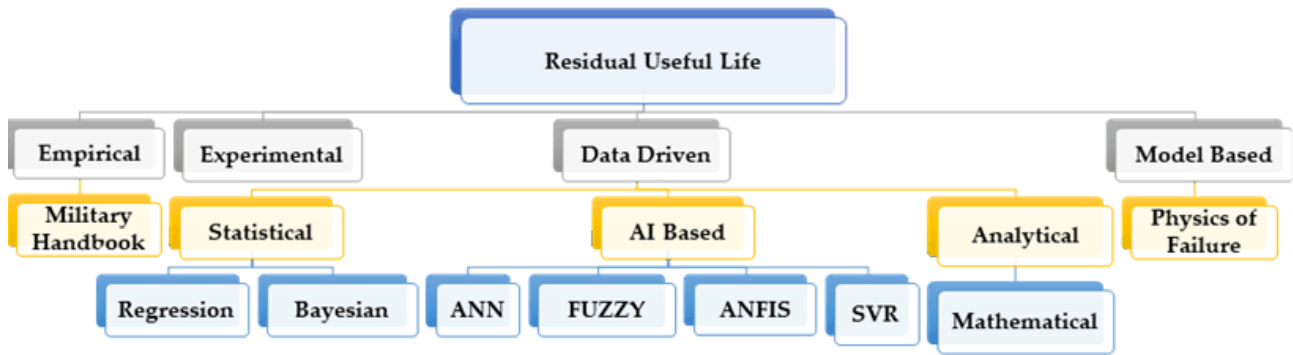 Residual Useful Life
Empirical
Experimental
Data Driven
Model Based
Military
Handbook
Statistical
AI Based
Analytical
Physics of
Failure
Regression
Bayesian
ANN
FUZZY
ANFIS
SVR
Mathematical